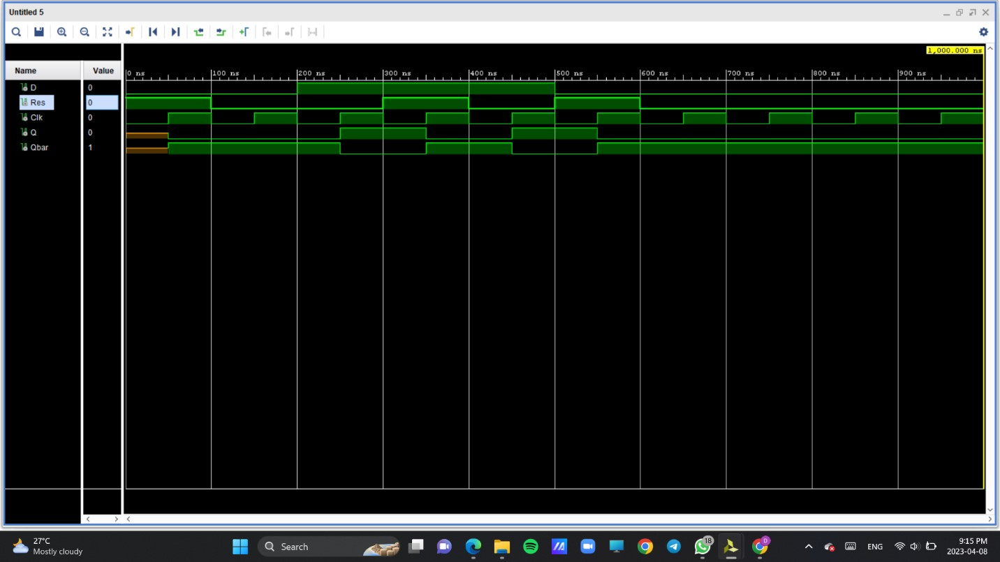 Untitled 5
1,000.000 ns
Name Value 0 ns 100 ns 200 ns 300 ns 400 ns 500 ns 600 ns 700 ns 800 ns 900 ns
D 0
Res 0
Clk 0
Q 0
Qbar 1
27°C
Mostly cloudy
Search
18
D
ENG
9:15 PM
2023-04-08